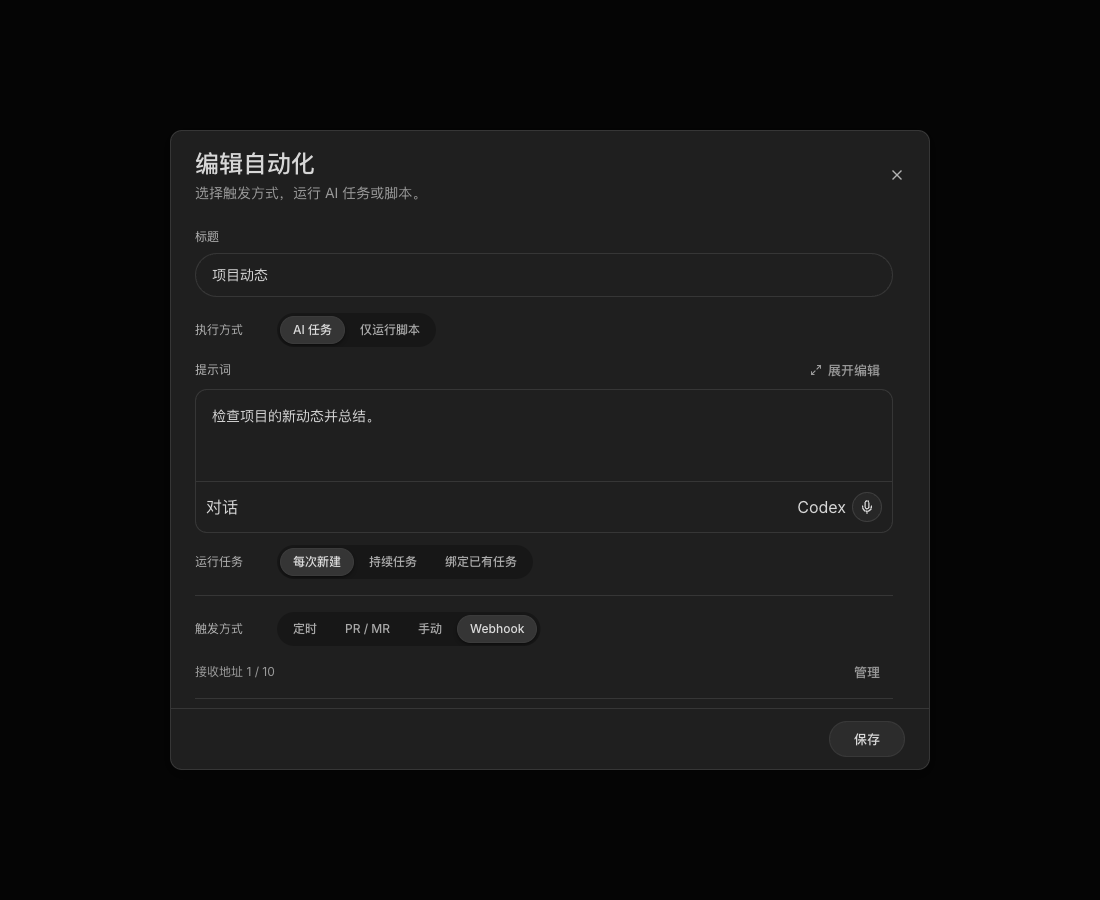 编辑自动化
选择触发方式，运行 AI 任务或脚本。
标题
项目动态
执行方式 AI 任务 仅运行脚本
提示词 展开编辑
检查项目的新动态并总结。
对话 Codex
运行任务 每次新建 持续任务 绑定已有任务
触发方式 定时 PR / MR 手动 Webhook
接收地址 1 / 10 管理
保存